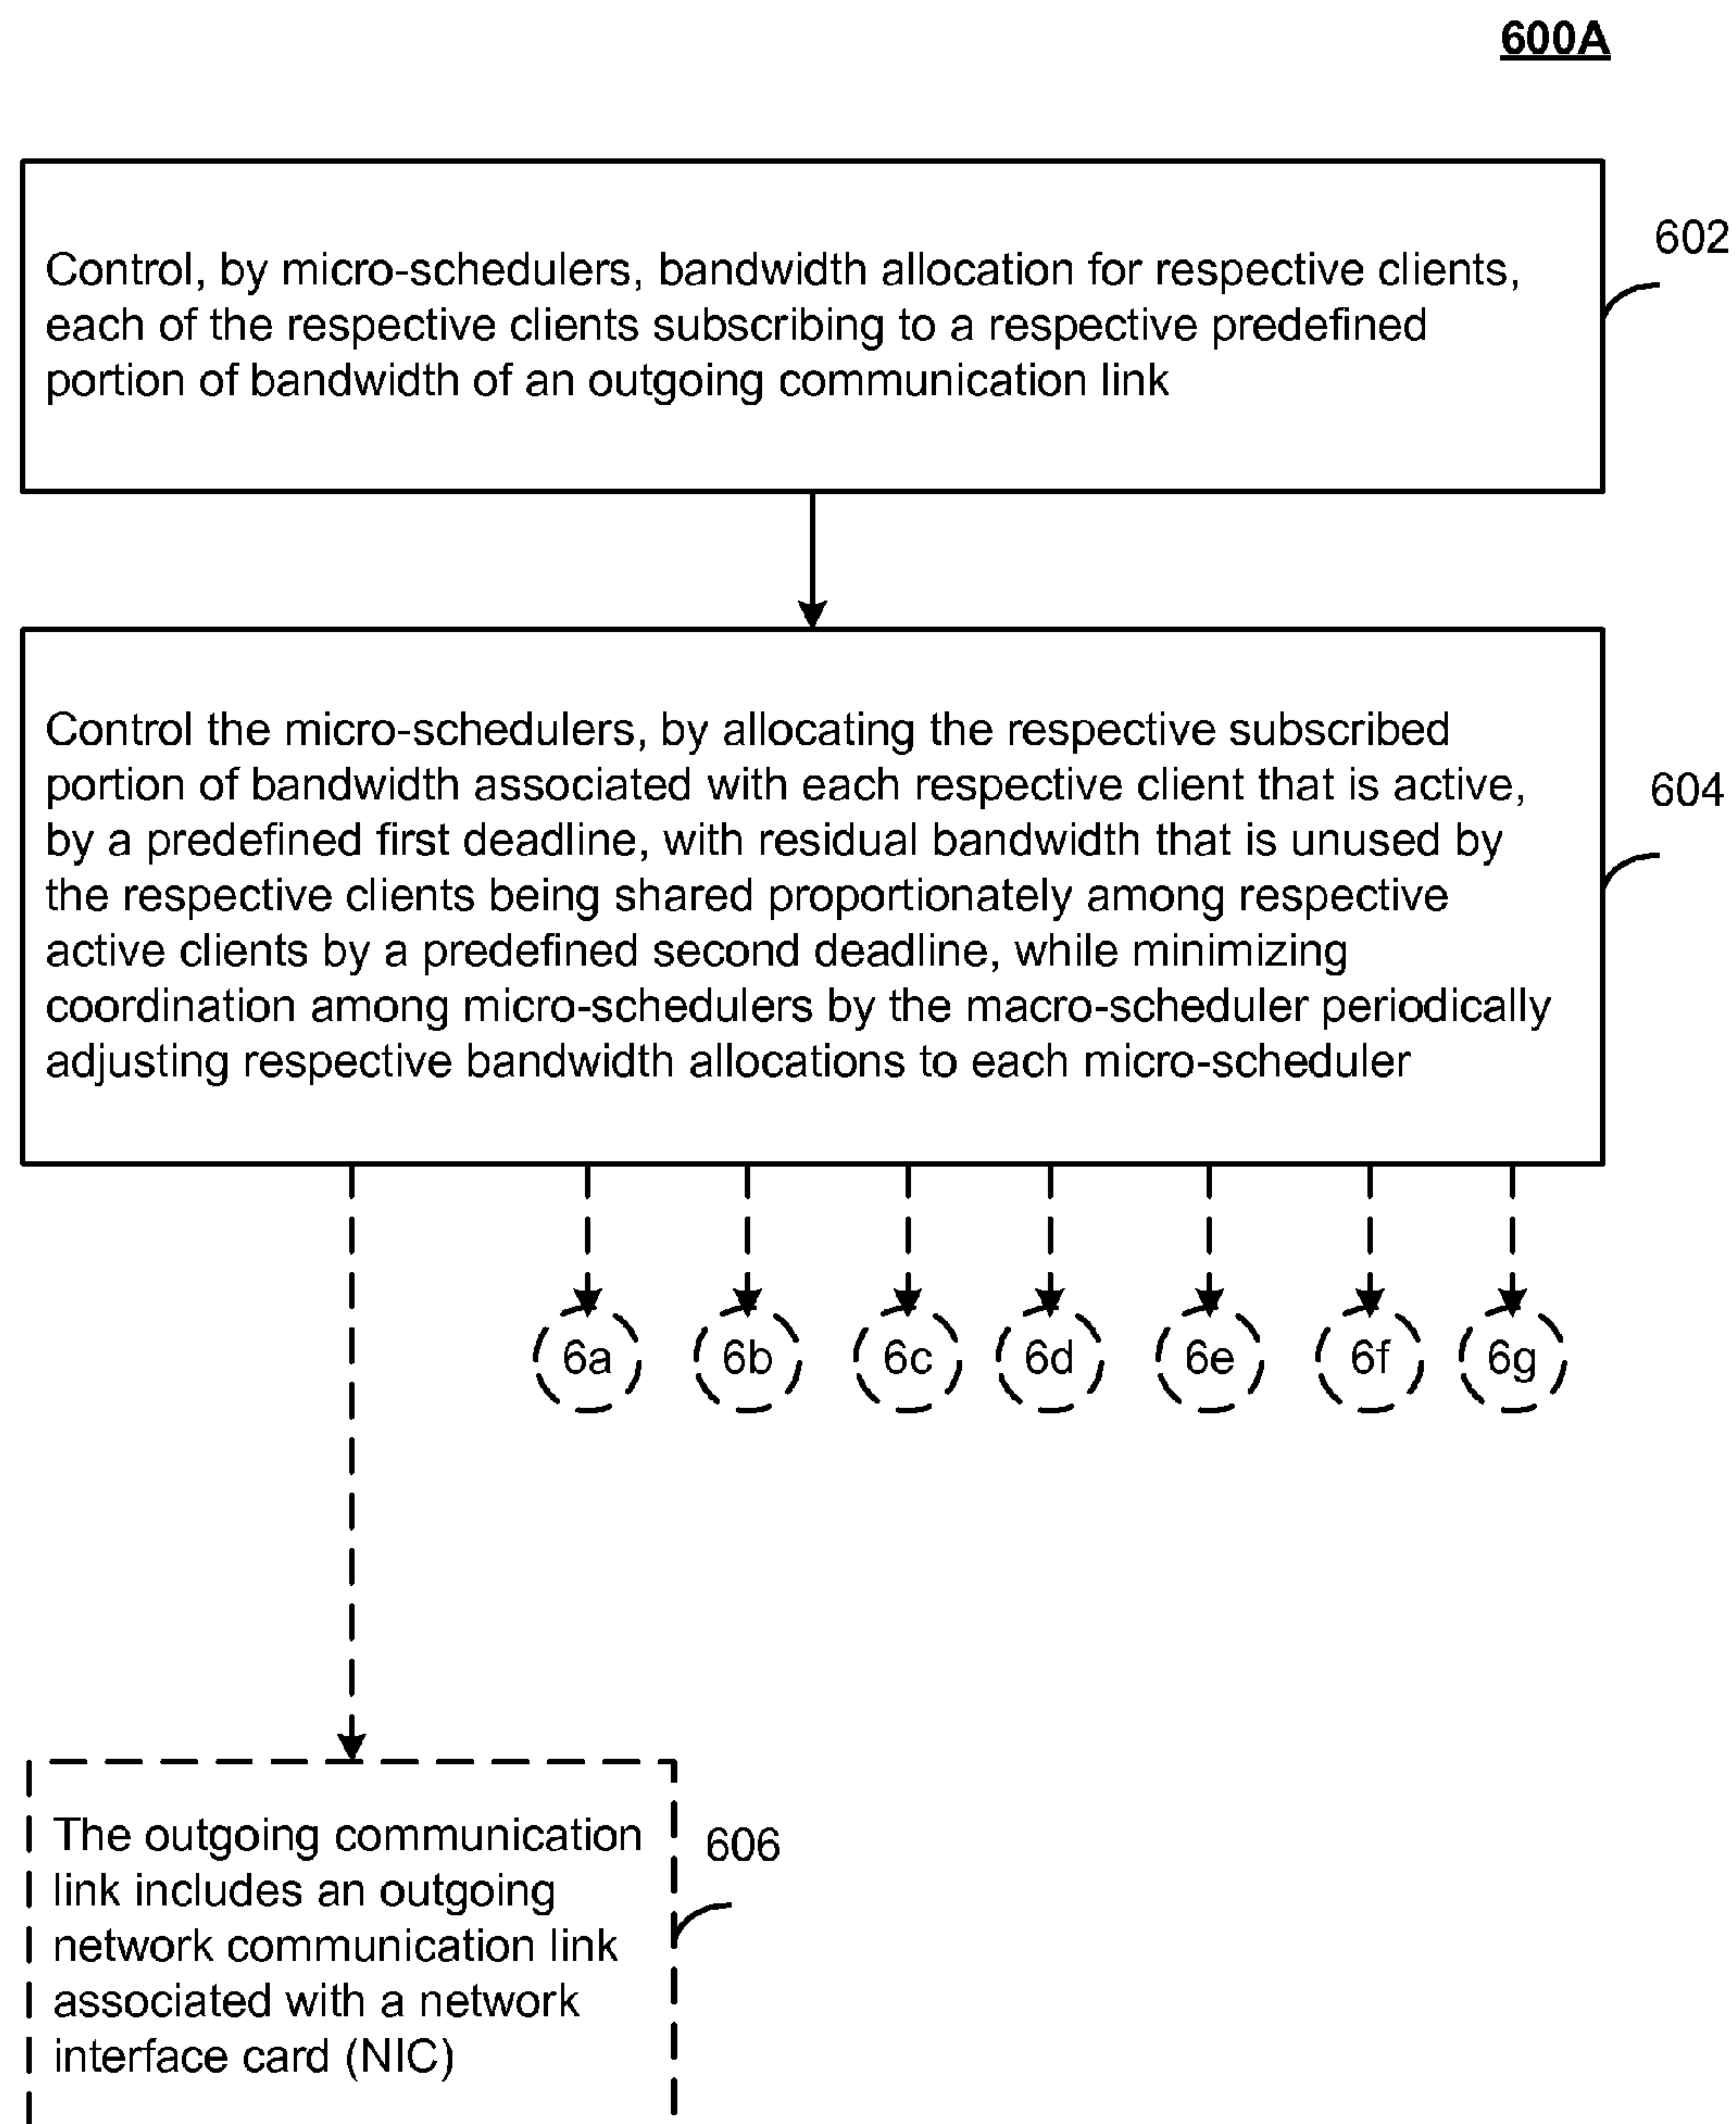 600A
Control, by micro-schedulers, bandwidth allocation for respective clients,
each of the respective clients subscribing to a respective predefined
portion of bandwidth of an outgoing communication link
602
Control the micro-schedulers, by allocating the respective subscribed
portion of bandwidth associated with each respective client that is active,
by a predefined first deadline, with residual bandwidth that is unused by
the respective clients being shared proportionately among respective
active clients by a predefined second deadline, while minimizing
coordination among micro-schedulers by the macro-scheduler periodically
adjusting respective bandwidth allocations to each micro-scheduler
604
6a
6b
6c
6d
6e
6f
6g
The outgoing communication
link includes an outgoing
network communication link
associated with a network
interface card (NIC)
606